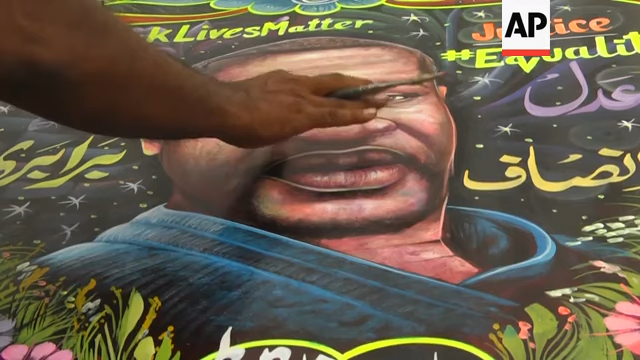 kLivesMatter
AP
Justice
#Equalit
عدل
برابری
انصاف